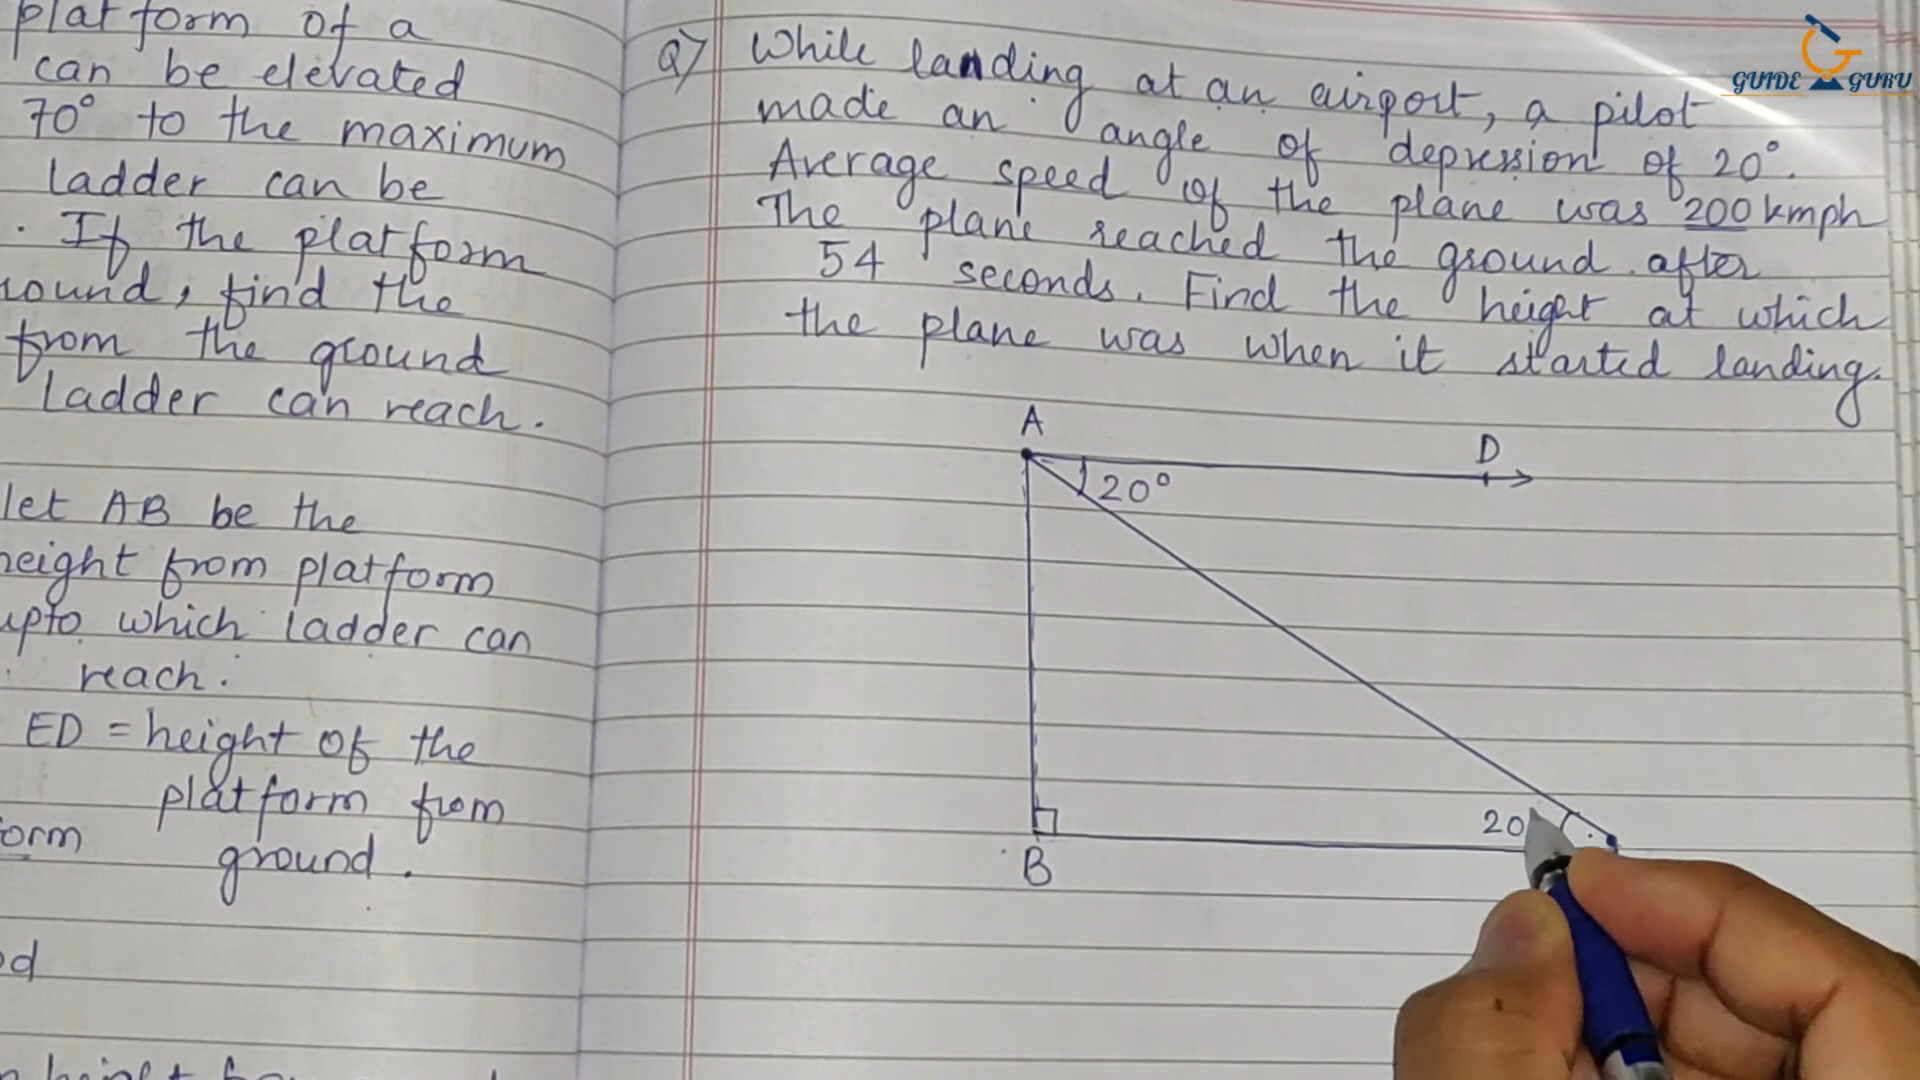 platform of a
can be elevated
70° to the maximum
ladder can be
. If the platform
find the
from the ground
Ladder can reach.
let AB be the
height from platform
upto which ladder can
reach.
ED = height of the
platform from
ground.
Q7 While landing at an airport, a pilot
made an angle of depression of 20°.
Average speed of the plane was 200 kmph
The plane reached the ground after
54 seconds. Find the height at which
the plane was when it started landing.
A
D
20°
20
B
GUIDE GURU